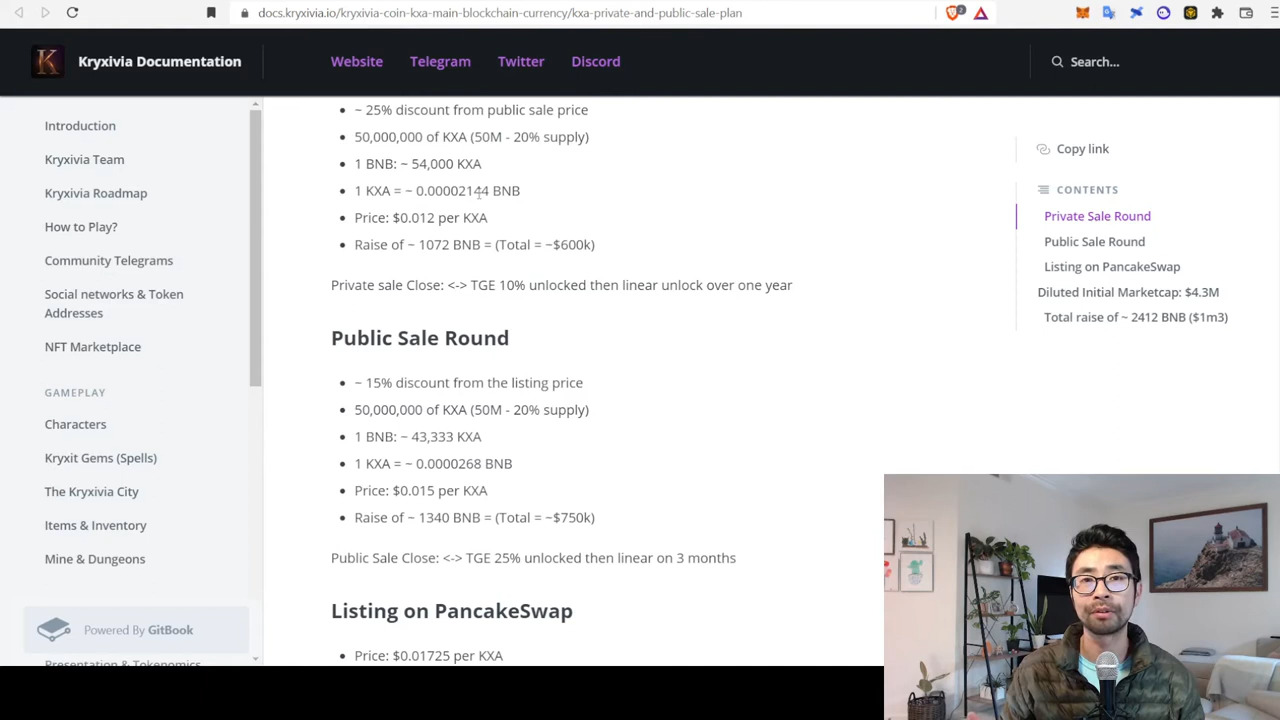 docs.kryxivia.io/kryxivia-coin-kxa-main-blockchain-currency/kxa-private-and-public-sale-plan
2
K
Kryxivia Documentation
Website
Telegram
Twitter
Discord
Search...
Introduction
Kryxivia Team
Kryxivia Roadmap
How to Play?
Community Telegrams
Social networks & Token
Addresses
NFT Marketplace
GAMEPLAY
Characters
Kryxit Gems (Spells)
The Kryxivia City
Items & Inventory
Mine & Dungeons
Powered By GitBook
Presentation & Tokenomics
~ 25% discount from public sale price
50,000,000 of KXA (50M - 20% supply)
1 BNB: ~ 54,000 KXA
1 KXA = ~ 0.00002144 BNB
Price: $0.012 per KXA
Raise of ~ 1072 BNB = (Total = ~$600k)
Private sale Close: <-> TGE 10% unlocked then linear unlock over one year
Public Sale Round
~ 15% discount from the listing price
50,000,000 of KXA (50M - 20% supply)
1 BNB: ~ 43,333 KXA
1 KXA = ~ 0.0000268 BNB
Price: $0.015 per KXA
Raise of ~ 1340 BNB = (Total = ~$750k)
Public Sale Close: <-> TGE 25% unlocked then linear on 3 months
Listing on PancakeSwap
Price: $0.01725 per KXA
Copy link
CONTENTS
Private Sale Round
Public Sale Round
Listing on PancakeSwap
Diluted Initial Marketcap: $4.3M
Total raise of ~ 2412 BNB ($1m3)